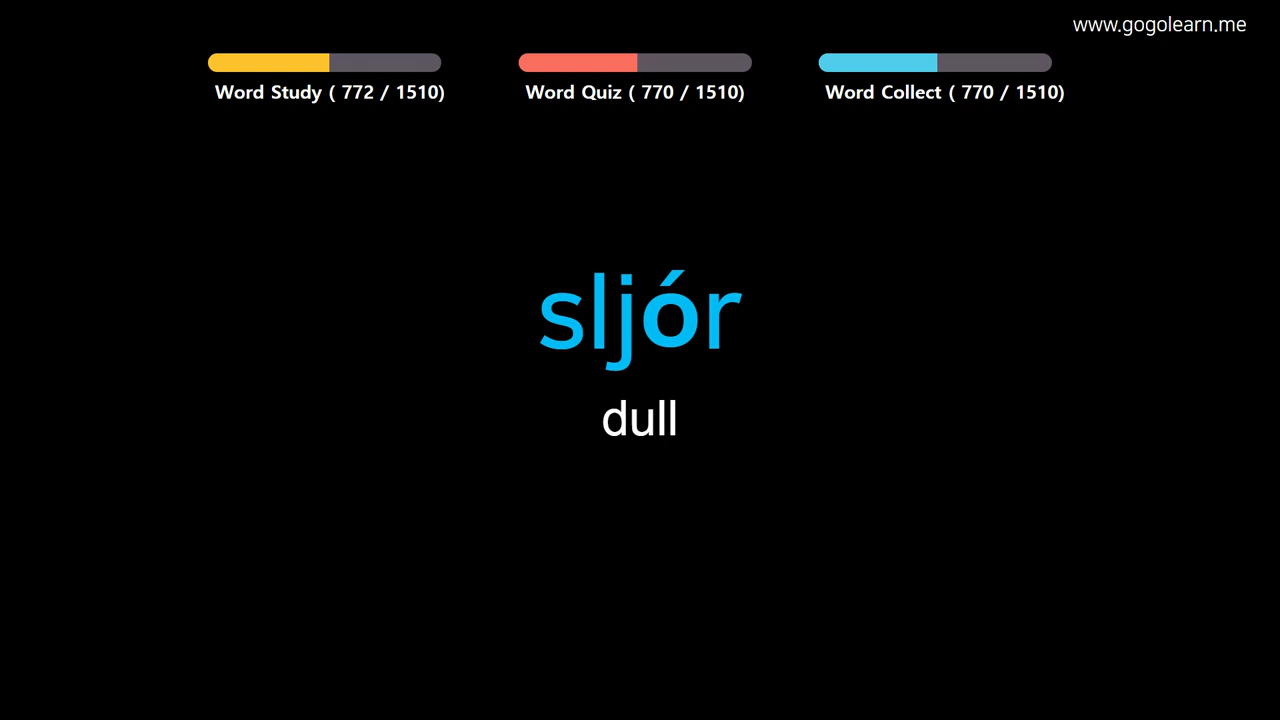 www.gogolearn.me
Word Study ( 772 / 1510)
Word Quiz ( 770 / 1510)
Word Collect ( 770 / 1510)
sljór
dull